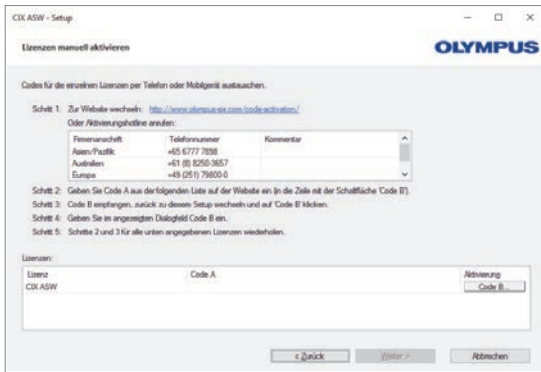 CIX ASW - Setup
Lizenzen manuell aktivieren
OLYMPUS
Codes für die einzelnen Lizenzen per Telefon oder Mobilgerät austauschen.
Schritt 1: Zur Website wechseln: http://www.olympus-sis.com/code-activation/
Oder Aktivierungshotline anrufen:
Firmenanschrift Telefonnummer Kommentar
Asien/Pazifik +65 6777 7898
Australien +61 (8) 8250-3657
Europa +49 (251) 79800-0
Schritt 2: Geben Sie Code A aus der folgenden Liste auf der Website ein (in die Zeile mit der Schaltfläche 'Code B').
Schritt 3: Code B empfangen, zurück zu diesem Setup wechseln und auf 'Code B' klicken.
Schritt 4: Geben Sie im angezeigten Dialogfeld Code B ein.
Schritt 5: Schritte 2 und 3 für alle unten angegebenen Lizenzen wiederholen.
Lizenzen:
Lizenz Code A Aktivierung
CIX ASW Code B...
< Zurück Weiter > Abbrechen